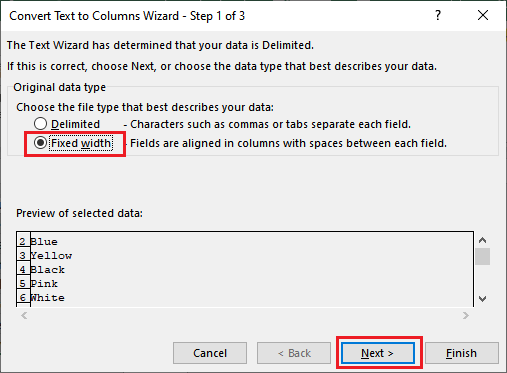 Convert Text to Columns Wizard - Step 1 of 3
The Text Wizard has determined that your data is Delimited.
If this is correct, choose Next, or choose the data type that best describes your data.
Original data type
Choose the file type that best describes your data:
Delimited - Characters such as commas or tabs separate each field.
Fixed width - Fields are aligned in columns with spaces between each field.
Preview of selected data:
2 Blue
3 Yellow
4 Black
5 Pink
6 White
Cancel < Back Next > Finish